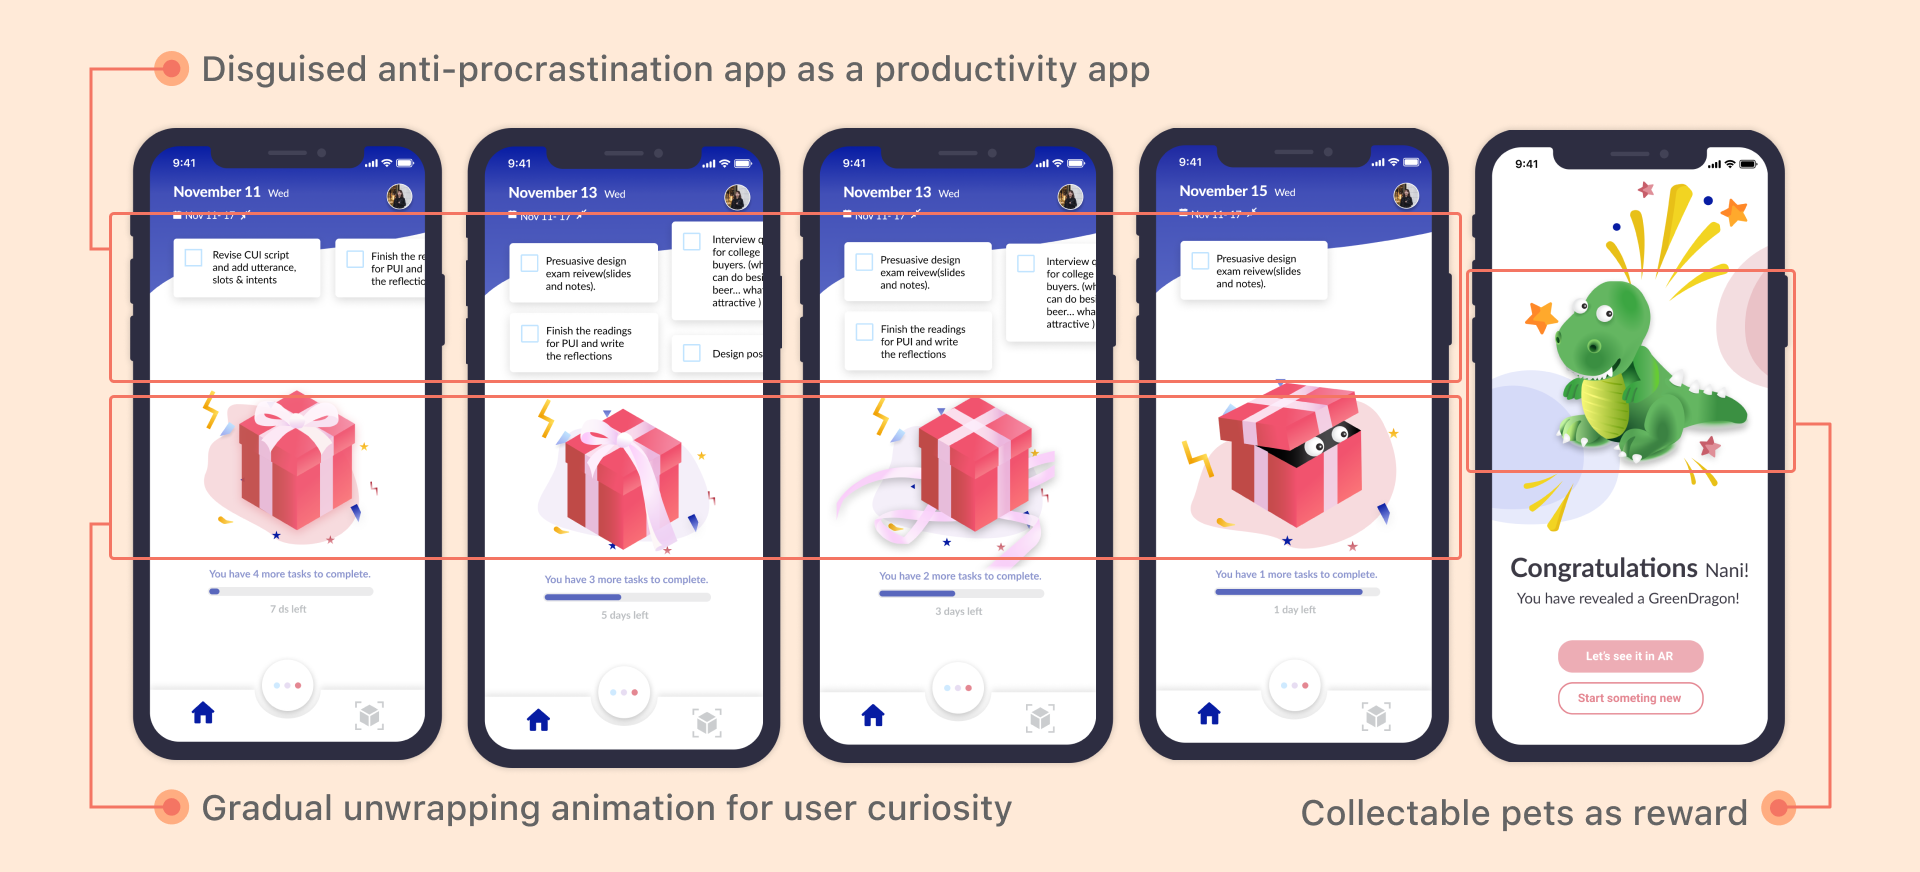 Disguised anti-procrastination app as a productivity app
9:41
November 11 Wed
Nov 11- 17
Revise CUI script
and add utterance,
slots & intents
Finish the re
for PUI and
the reflectio
You have 4 more tasks to complete.
7 ds left
9:41
November 13 Wed
Nov 11- 17
Presuasive design
exam reivew(slides
and notes).
Finish the readings
for PUI and write
the reflections
Interview q
for college
buyers. (wh
can do besi
beer... what
attractive )
Design pos
You have 3 more tasks to complete.
5 days left
9:41
November 13 Wed
Nov 11- 17
Presuasive design
exam reivew(slides
and notes).
Finish the readings
for PUI and write
the reflections
Interview q
for college
buyers. (wh
can do bes
beer... wha
attractive )
You have 2 more tasks to complete.
3 days left
9:41
November 15 Wed
Nov 11- 17
Presuasive design
exam reivew(slides
and notes).
You have 1 more tasks to complete.
1 day left
9:41
Congratulations Nani!
You have revealed a GreenDragon!
Let's see it in AR
Start someting new
Gradual unwrapping animation for user curiosity
Collectable pets as reward